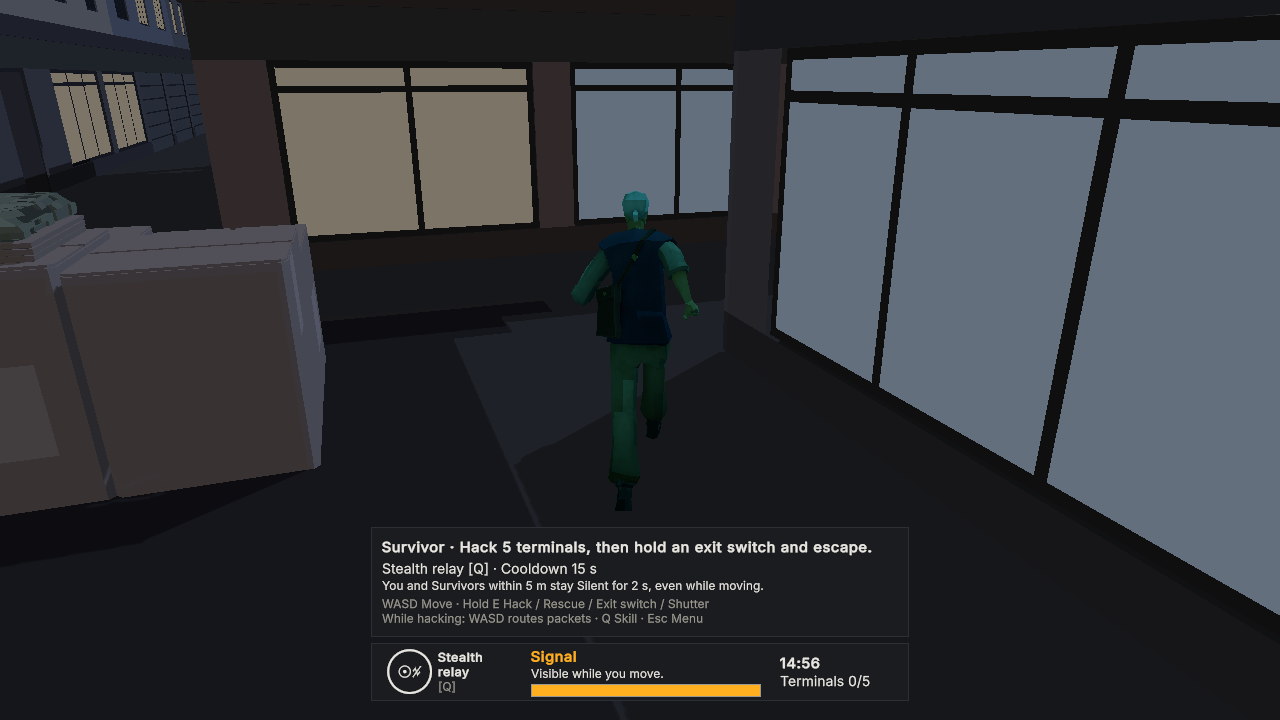 Survivor · Hack 5 terminals, then hold an exit switch and escape.
Stealth relay [Q] · Cooldown 15 s
You and Survivors within 5 m stay Silent for 2 s, even while moving.
WASD Move · Hold E Hack / Rescue / Exit switch / Shutter
While hacking: WASD routes packets · Q Skill · Esc Menu
Stealth
relay
[Q]
Signal
Visible while you move.
14:56
Terminals 0/5